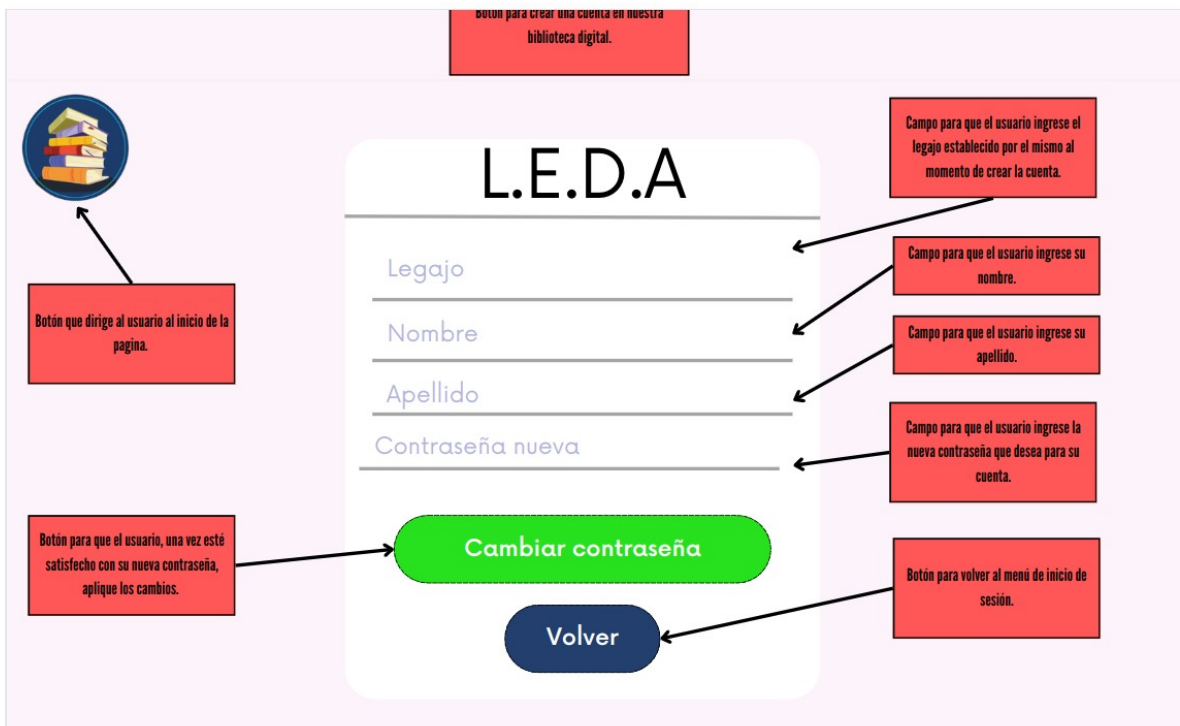 Botón para crear una cuenta en nuestra
biblioteca digital.
Campo para que el usuario ingrese el
legajo establecido por el mismo al
momento de crear la cuenta.
L.E.D.A
Legajo
Campo para que el usuario ingrese su
nombre.
Botón que dirige al usuario al inicio de la
pagina.
Nombre
Campo para que el usuario ingrese su
apellido.
Apellido
Campo para que el usuario ingrese la
nueva contraseña que desea para su
cuenta.
Contraseña nueva
Botón para que el usuario, una vez esté
satisfecho con su nueva contraseña,
aplique los cambios.
Cambiar contraseña
Botón para volver al menú de inicio de
sesión.
Volver